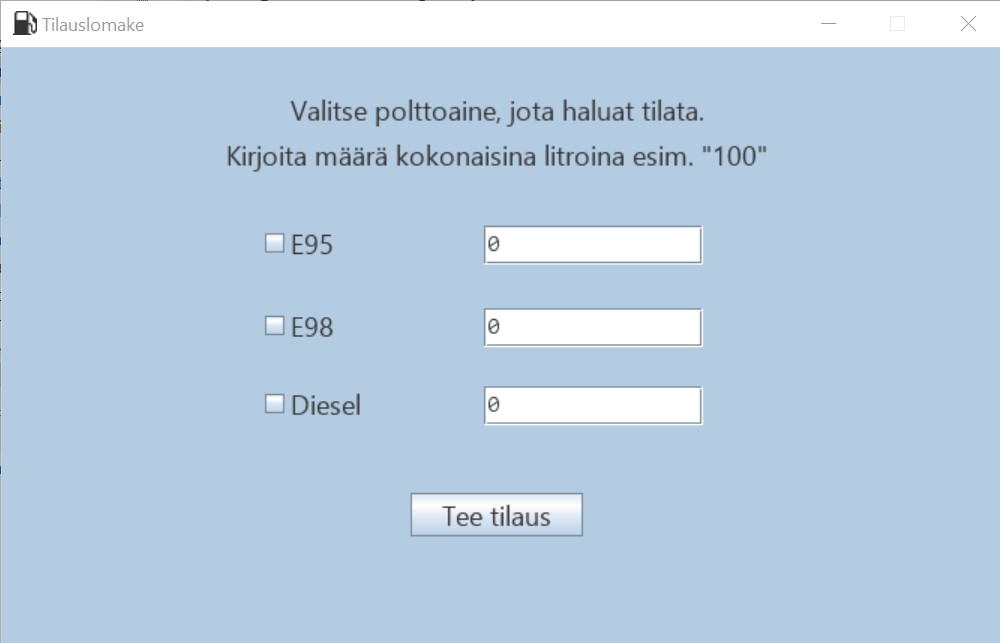 Tilauslomake
Valitse polttoaine, jota haluat tilata.
Kirjoita määrä kokonaisina litroina esim. "100"
E95 0
E98 0
Diesel 0
Tee tilaus